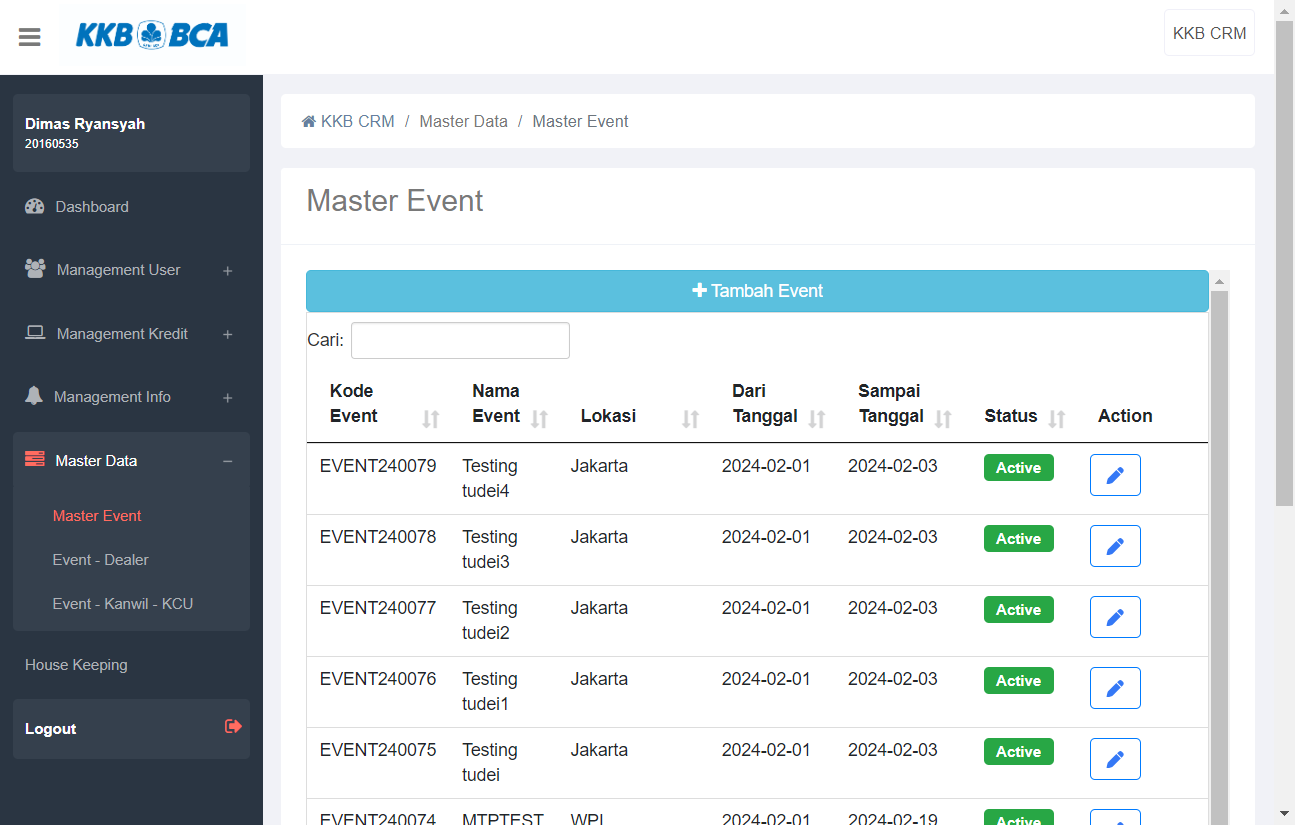 KKB BCA
KKB CRM
Dimas Ryansyah
20160535
Dashboard
Management User +
Management Kredit +
Management Info +
Master Data −
Master Event
Event - Dealer
Event - Kanwil - KCU
House Keeping
Logout
KKB CRM / Master Data / Master Event
Master Event
Tambah Event
Cari:
Kode Event Nama Event Lokasi Dari Tanggal Sampai Tanggal Status Action
EVENT240079 Testing tudei4 Jakarta 2024-02-01 2024-02-03 Active
EVENT240078 Testing tudei3 Jakarta 2024-02-01 2024-02-03 Active
EVENT240077 Testing tudei2 Jakarta 2024-02-01 2024-02-03 Active
EVENT240076 Testing tudei1 Jakarta 2024-02-01 2024-02-03 Active
EVENT240075 Testing tudei Jakarta 2024-02-01 2024-02-03 Active
EVENT240074 MTPTEST WPL 2024-02-01 2024-02-19 Active